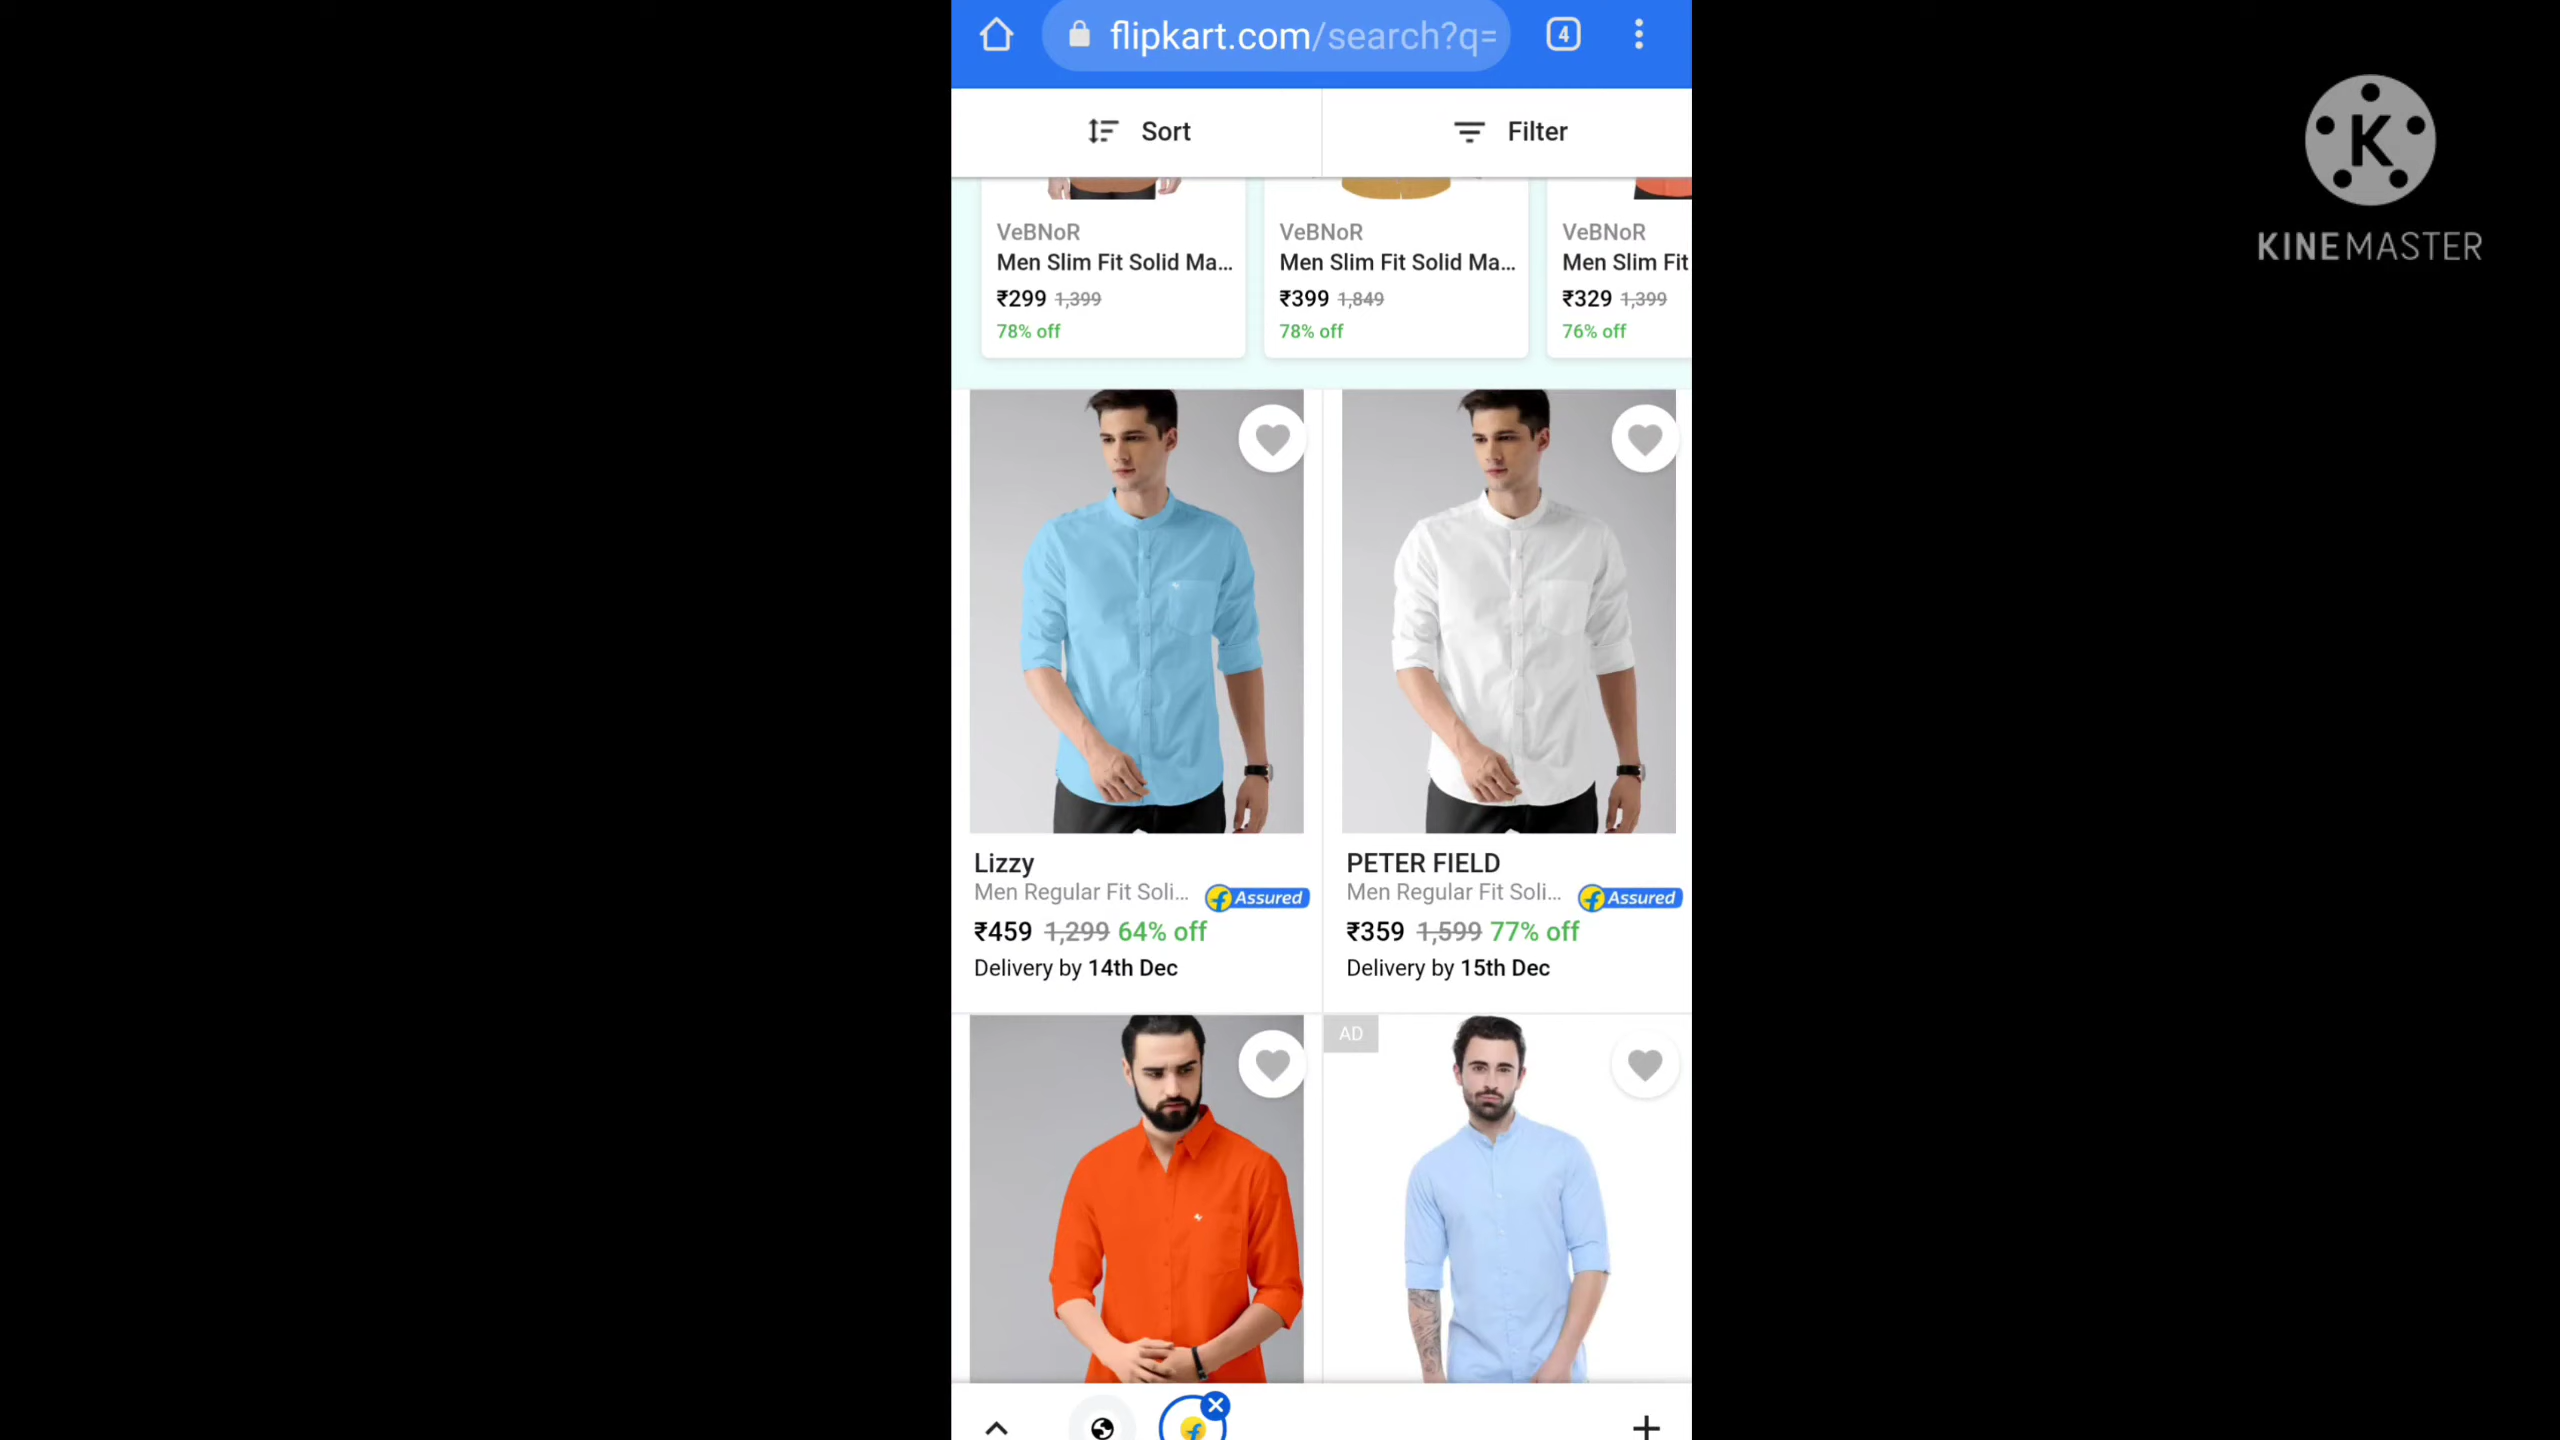 flipkart.com/search?q=
4
Sort
Filter
K
KINEMASTER
VeBNoR
Men Slim Fit Solid Ma...
₹299 1,399
78% off
VeBNoR
Men Slim Fit Solid Ma...
₹399 1,849
78% off
VeBNoR
Men Slim Fit
₹329 1,399
76% off
Lizzy
Men Regular Fit Soli...
f Assured
₹459 1,299 64% off
Delivery by 14th Dec
PETER FIELD
Men Regular Fit Soli...
f Assured
₹359 1,599 77% off
Delivery by 15th Dec
AD
f